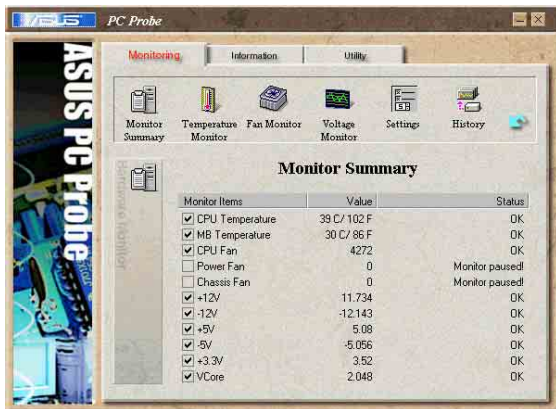 ASUS PC Probe
Monitoring Information Utility
ASUS PC Probe
Monitor Summary
Temperature Monitor
Fan Monitor
Voltage Monitor
Settings
History
Hardware Monitor
Monitor Summary
Monitor Items Value Status
CPU Temperature 39 C/ 102 F OK
MB Temperature 30 C/ 86 F OK
CPU Fan 4272 OK
Power Fan 0 Monitor paused!
Chassis Fan 0 Monitor paused!
+12V 11.734 OK
-12V -12.143 OK
+5V 5.08 OK
-5V -5.056 OK
+3.3V 3.52 OK
VCore 2.048 OK